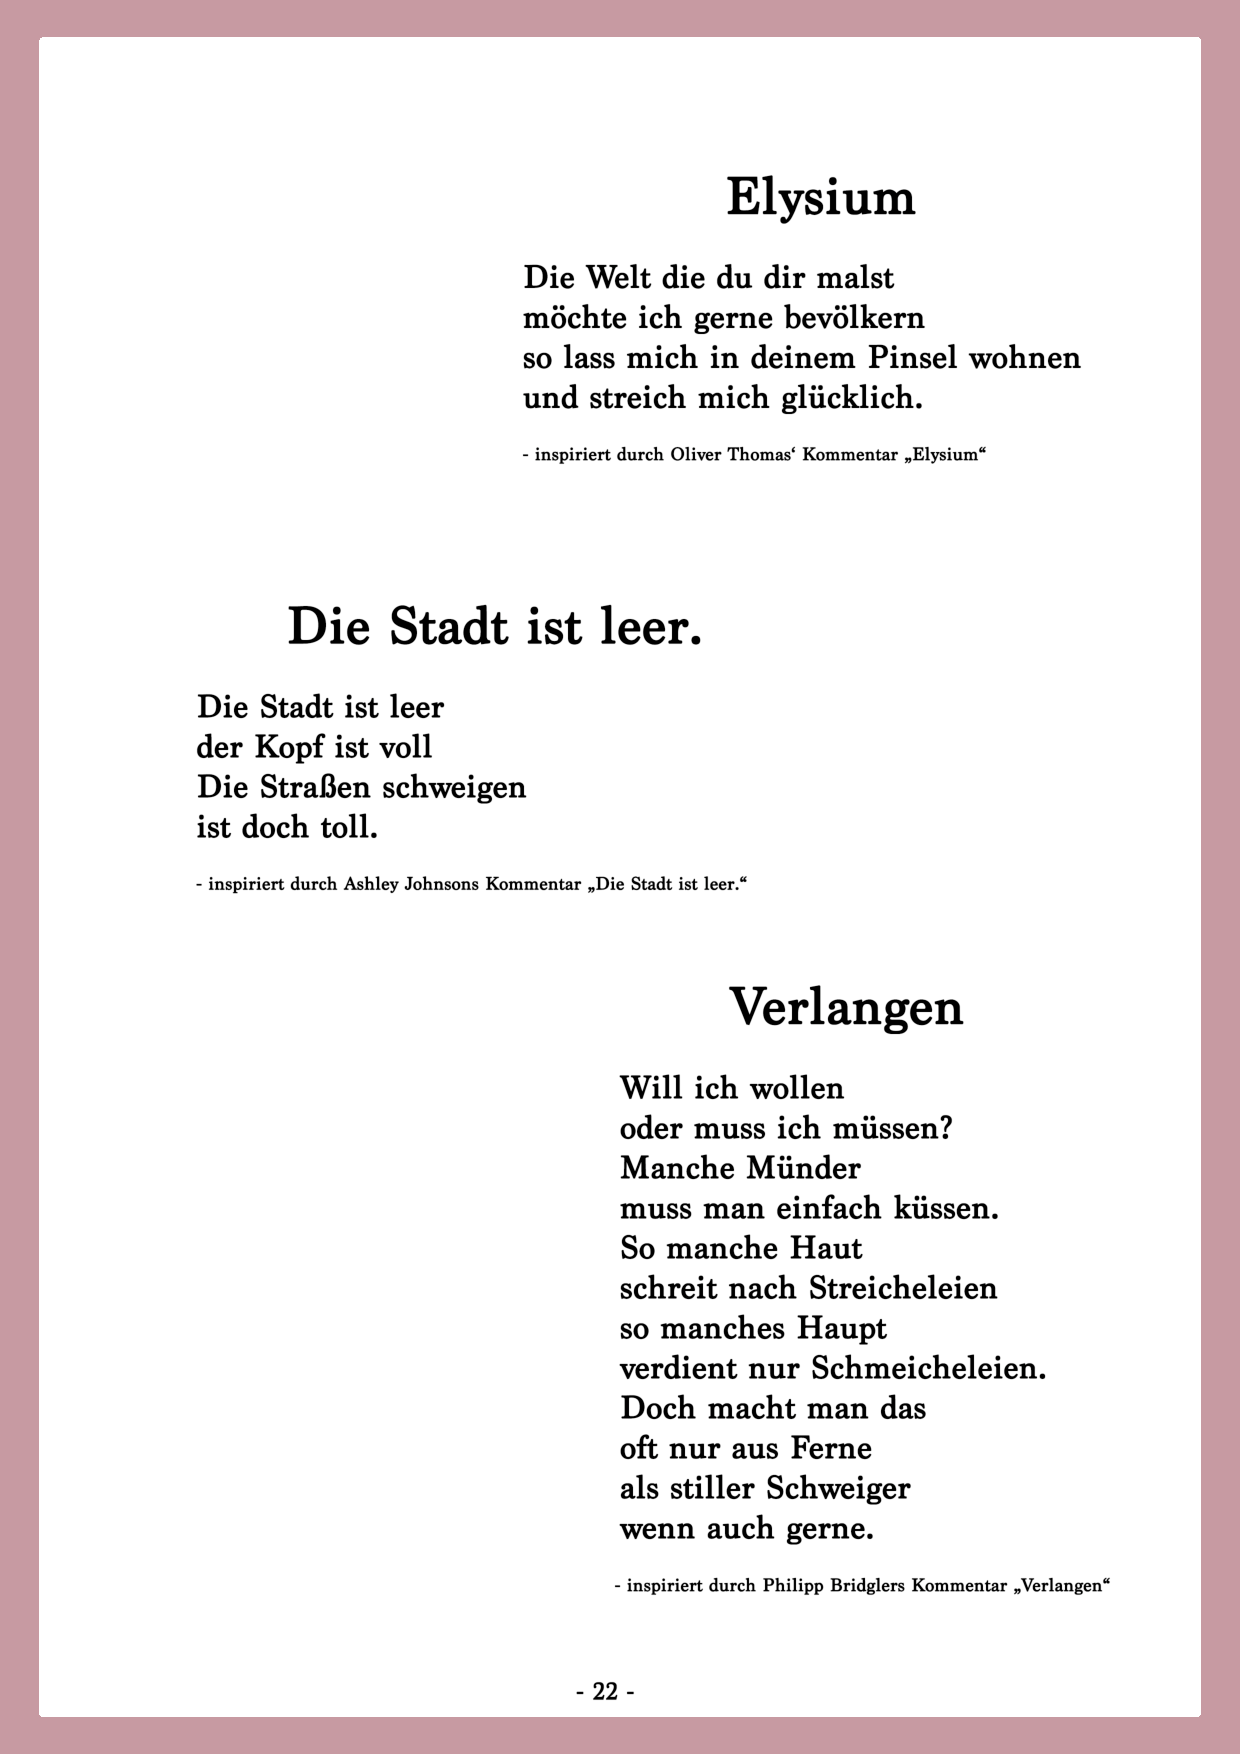 Elysium
Die Welt die du dir malst
möchte ich gerne bevölkern
so lass mich in deinem Pinsel wohnen
und streich mich glücklich.
- inspiriert durch Oliver Thomas‘ Kommentar „Elysium“
Die Stadt ist leer.
Die Stadt ist leer
der Kopf ist voll
Die Straßen schweigen
ist doch toll.
- inspiriert durch Ashley Johnsons Kommentar „Die Stadt ist leer.“
Verlangen
Will ich wollen
oder muss ich müssen?
Manche Münder
muss man einfach küssen.
So manche Haut
schreit nach Streicheleien
so manches Haupt
verdient nur Schmeicheleien.
Doch macht man das
oft nur aus Ferne
als stiller Schweiger
wenn auch gerne.
- inspiriert durch Philipp Bridglers Kommentar „Verlangen“
- 22 -